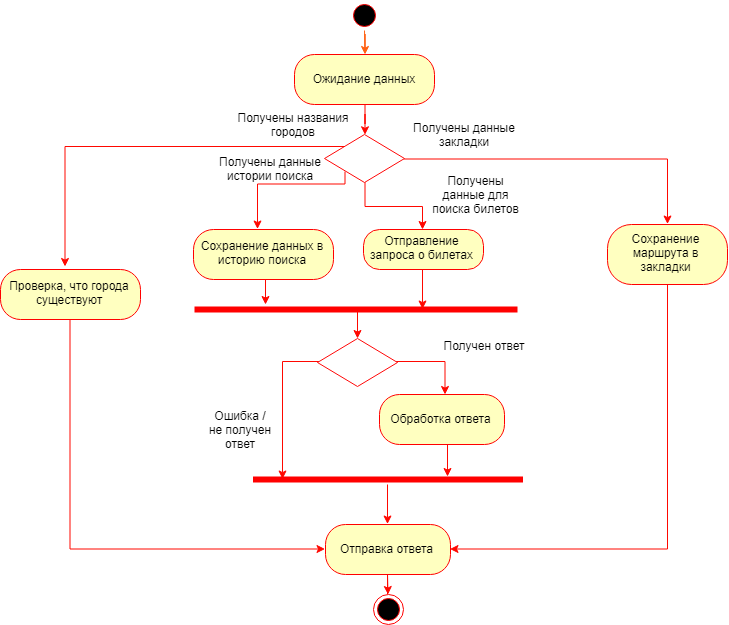 Ожидание данных
Получены названия
городов
Получены данные
закладки
Получены данные
истории поиска
Получены
данные для
поиска билетов
Сохранение данных в
историю поиска
Отправление
запроса о билетах
Сохранение
маршрута в
закладки
Проверка, что города
существуют
Получен ответ
Ошибка /
не получен
ответ
Обработка ответа
Отправка ответа